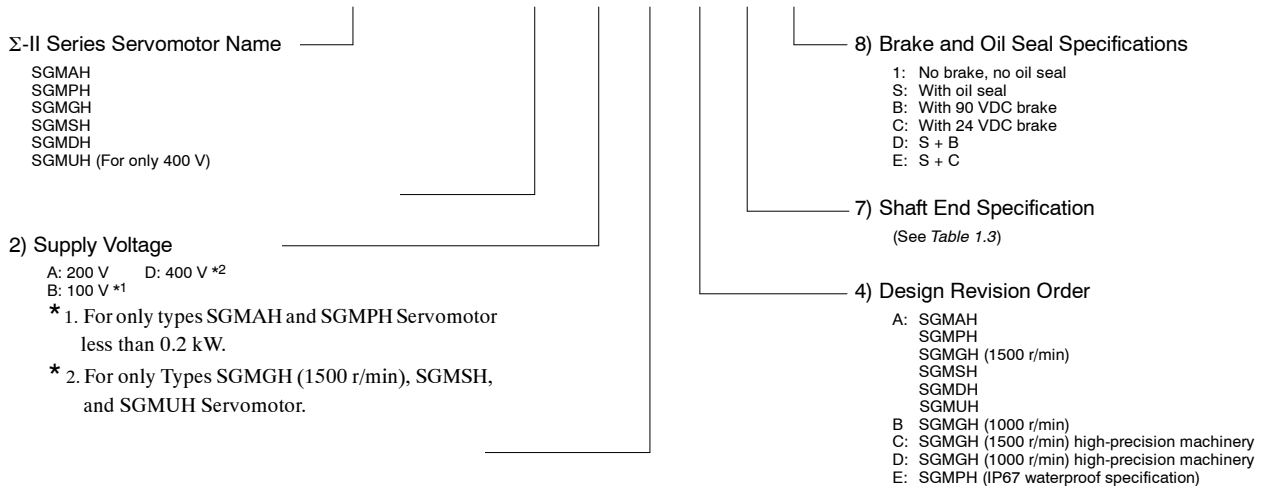 Σ-II Series Servomotor Name
SGMAH
SGMPH
SGMGH
SGMSH
SGMDH
SGMUH (For only 400 V)
2) Supply Voltage
A: 200 V D: 400 V *2
B: 100 V *1
* 1. For only types SGMAH and SGMPH Servomotor
less than 0.2 kW.
* 2. For only Types SGMGH (1500 r/min), SGMSH,
and SGMUH Servomotor.
8) Brake and Oil Seal Specifications
1: No brake, no oil seal
S: With oil seal
B: With 90 VDC brake
C: With 24 VDC brake
D: S + B
E: S + C
7) Shaft End Specification
(See Table 1.3)
4) Design Revision Order
A: SGMAH
SGMPH
SGMGH (1500 r/min)
SGMSH
SGMDH
SGMUH
B SGMGH (1000 r/min)
C: SGMGH (1500 r/min) high-precision machinery
D: SGMGH (1000 r/min) high-precision machinery
E: SGMPH (IP67 waterproof specification)